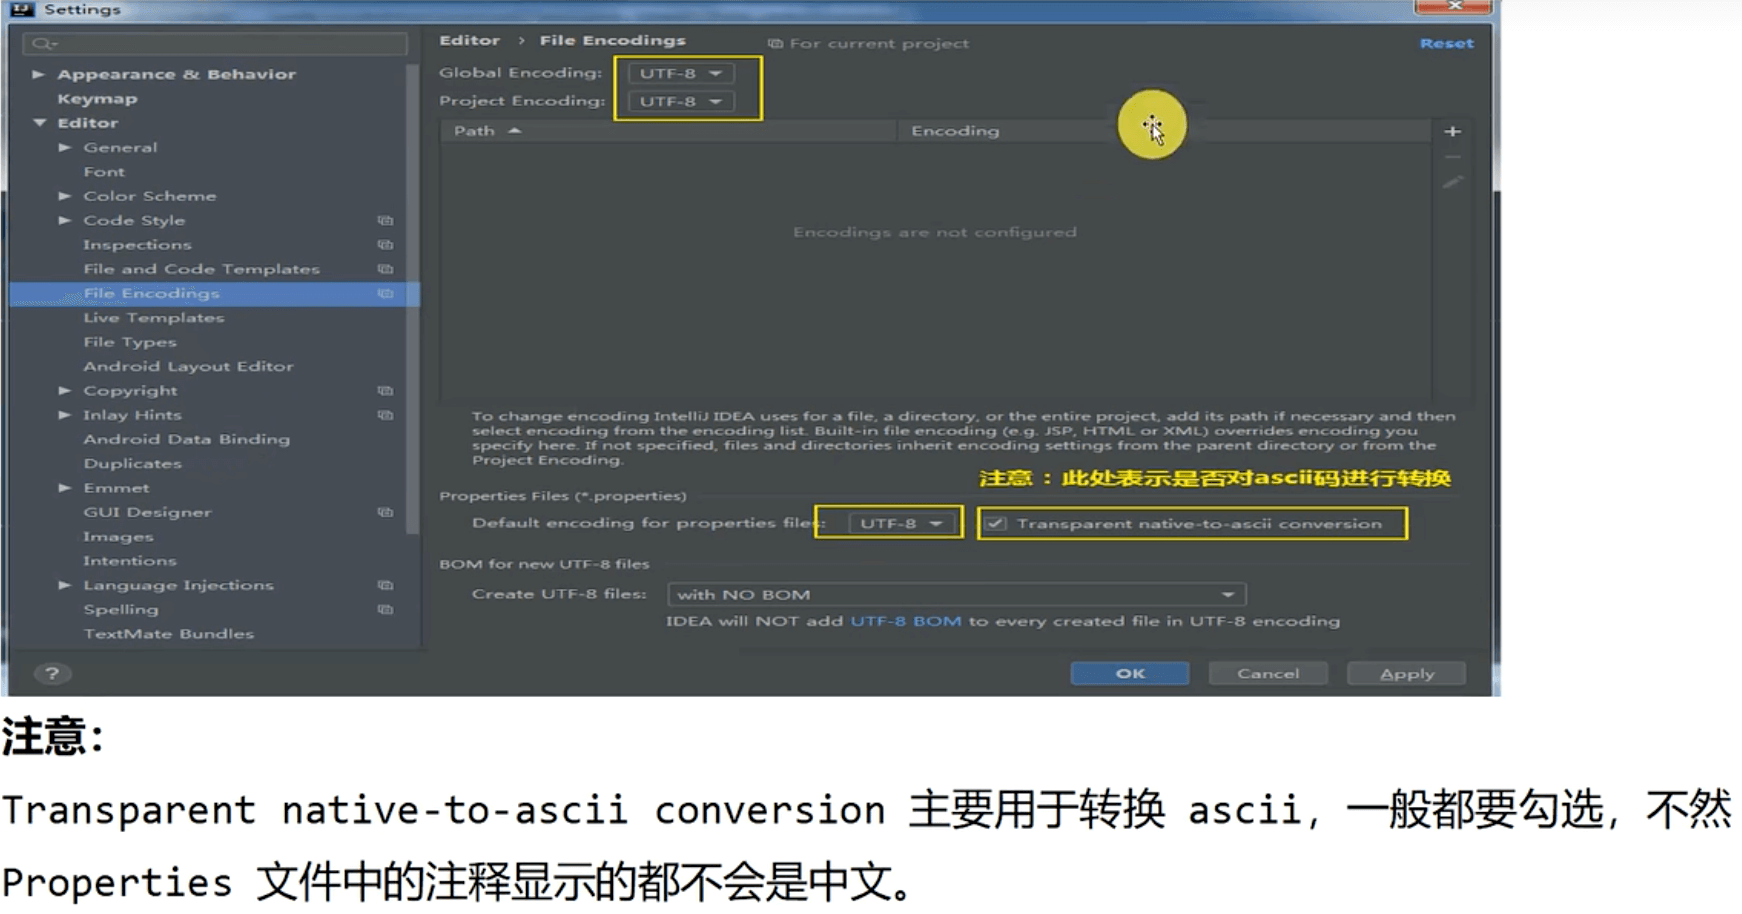 Settings
Editor › File Encodings
For current project
Reset
Appearance & Behavior
Keymap
Editor
General
Font
Color Scheme
Code Style
Inspections
File and Code Templates
File Encodings
Live Templates
File Types
Android Layout Editor
Copyright
Inlay Hints
Android Data Binding
Duplicates
Emmet
GUI Designer
Images
Intentions
Language Injections
Spelling
TextMate Bundles
Global Encoding: UTF-8
Project Encoding: UTF-8
Path Encoding
Encodings are not configured
To change encoding IntelliJ IDEA uses for a file, a directory, or the entire project, add its path if necessary and then
select encoding from the encoding list. Built-in file encoding (e.g. JSP, HTML or XML) overrides encoding you
specify here. If not specified, files and directories inherit encoding settings from the parent directory or from the
Project Encoding.
注意：此处表示是否对ascii码进行转换
Properties Files (*.properties)
Default encoding for properties files: UTF-8 Transparent native-to-ascii conversion
BOM for new UTF-8 files
Create UTF-8 files: with NO BOM
IDEA will NOT add UTF-8 BOM to every created file in UTF-8 encoding
?
OK Cancel Apply
注意：
Transparent native-to-ascii conversion 主要用于转换 ascii，一般都要勾选，不然
Properties 文件中的注释显示的都不会是中文。